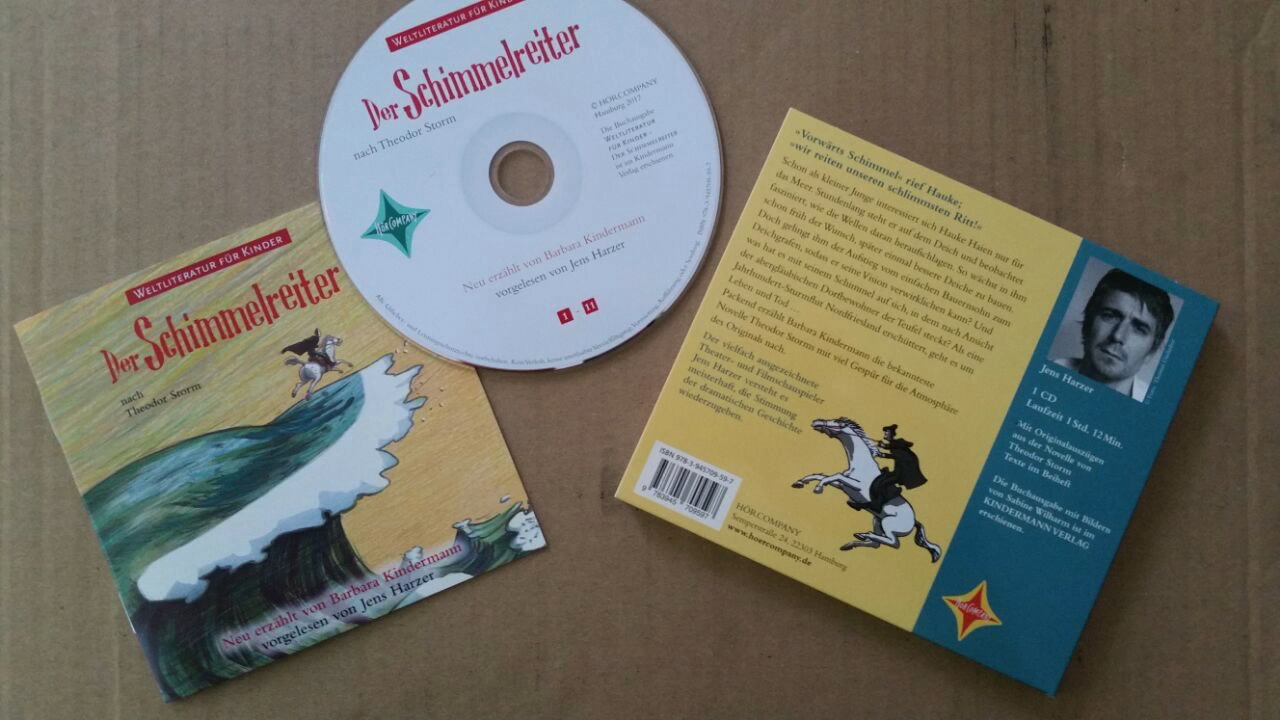 WELTLITERATUR FÜR KINDER
Der Schimmelreiter
nach
Theodor Storm
Neu erzählt von Barbara Kindermann
vorgelesen von Jens Harzer
WELTLITERATUR FÜR KINDER
Der Schimmelreiter
nach Theodor Storm
© HÖRCOMPANY
Hamburg 2017
Die Buchausgabe
WELTLITERATUR
FÜR KINDER –
DER SCHIMMELREITER
ist im Kindermann
Verlag erschienen.
HÖRCOMPANY
Neu erzählt von Barbara Kindermann
vorgelesen von Jens Harzer
1 - 11
»Vorwärts Schimmel« rief Hauke;
»wir reiten unseren schlimmsten Ritt!«
Schon als kleiner Junge interessiert sich Hauke Haien nur für
das Meer. Stundenlang steht er auf dem Deich und beobachtet
fasziniert, wie die Wellen daran heraufschlagen. So wächst in ihm
schon früh der Wunsch, später einmal bessere Deiche zu bauen.
Doch gelingt ihm der Aufstieg vom einfachen Bauernsohn zum
Deichgrafen, sodass er seine Vision verwirklichen kann? Und
was hat es mit seinem Schimmel auf sich, in dem nach Ansicht
der abergläubischen Dorfbewohner der Teufel steckt? Als eine
Jahrhundert-Sturmflut Nordfriesland erschüttert, geht es um
Leben und Tod ...
Packend erzählt Barbara Kindermann die bekannteste
Novelle Theodor Storms mit viel Gespür für die Atmosphäre
des Originals nach.
Der vielfach ausgezeichnete
Theater- und Filmschauspieler
Jens Harzer versteht es
meisterhaft, die Stimmung
der dramatischen Geschichte
wiederzugeben.
ISBN 978-3-945709-59-7
9 783945 709597
HÖRCOMPANY
Semperstraße 24, 22303 Hamburg
www.hoercompany.de
Jens Harzer
1 CD
Laufzeit 1 Std. 12 Min.
Mit Originalauszügen
aus der Novelle von
Theodor Storm
Texte im Beiheft
Die Buchausgabe mit Bildern
von Sabine Wilharm ist im
KINDERMANN VERLAG
erschienen.
HÖRCOMPANY